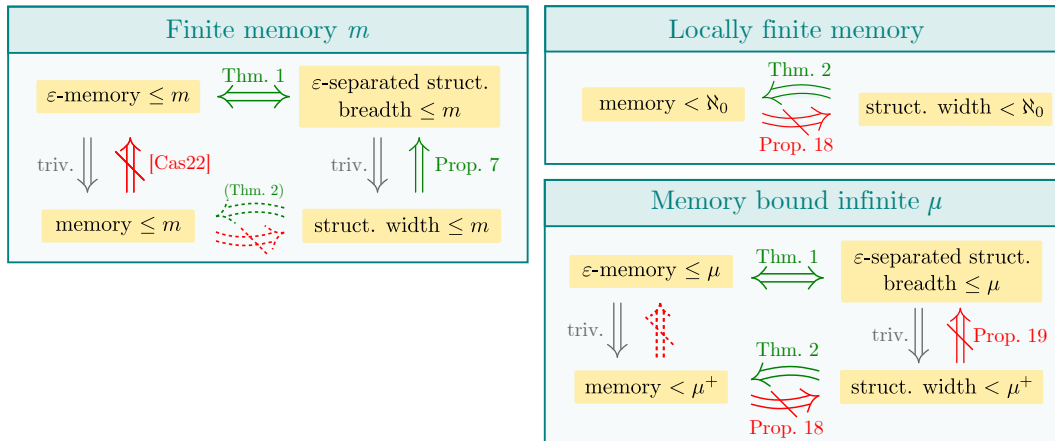 Finite memory m
Thm. 1
ε-memory ≤ m
ε-separated struct.
breadth ≤ m
triv.
[Cas22]
triv.
Prop. 7
(Thm. 2)
memory ≤ m
struct. width ≤ m
Locally finite memory
Thm. 2
memory < ℵ₀
struct. width < ℵ₀
Prop. 18
Memory bound infinite μ
Thm. 1
ε-memory ≤ μ
ε-separated struct.
breadth ≤ μ
triv.
triv.
Prop. 19
Thm. 2
memory < μ⁺
struct. width < μ⁺
Prop. 18